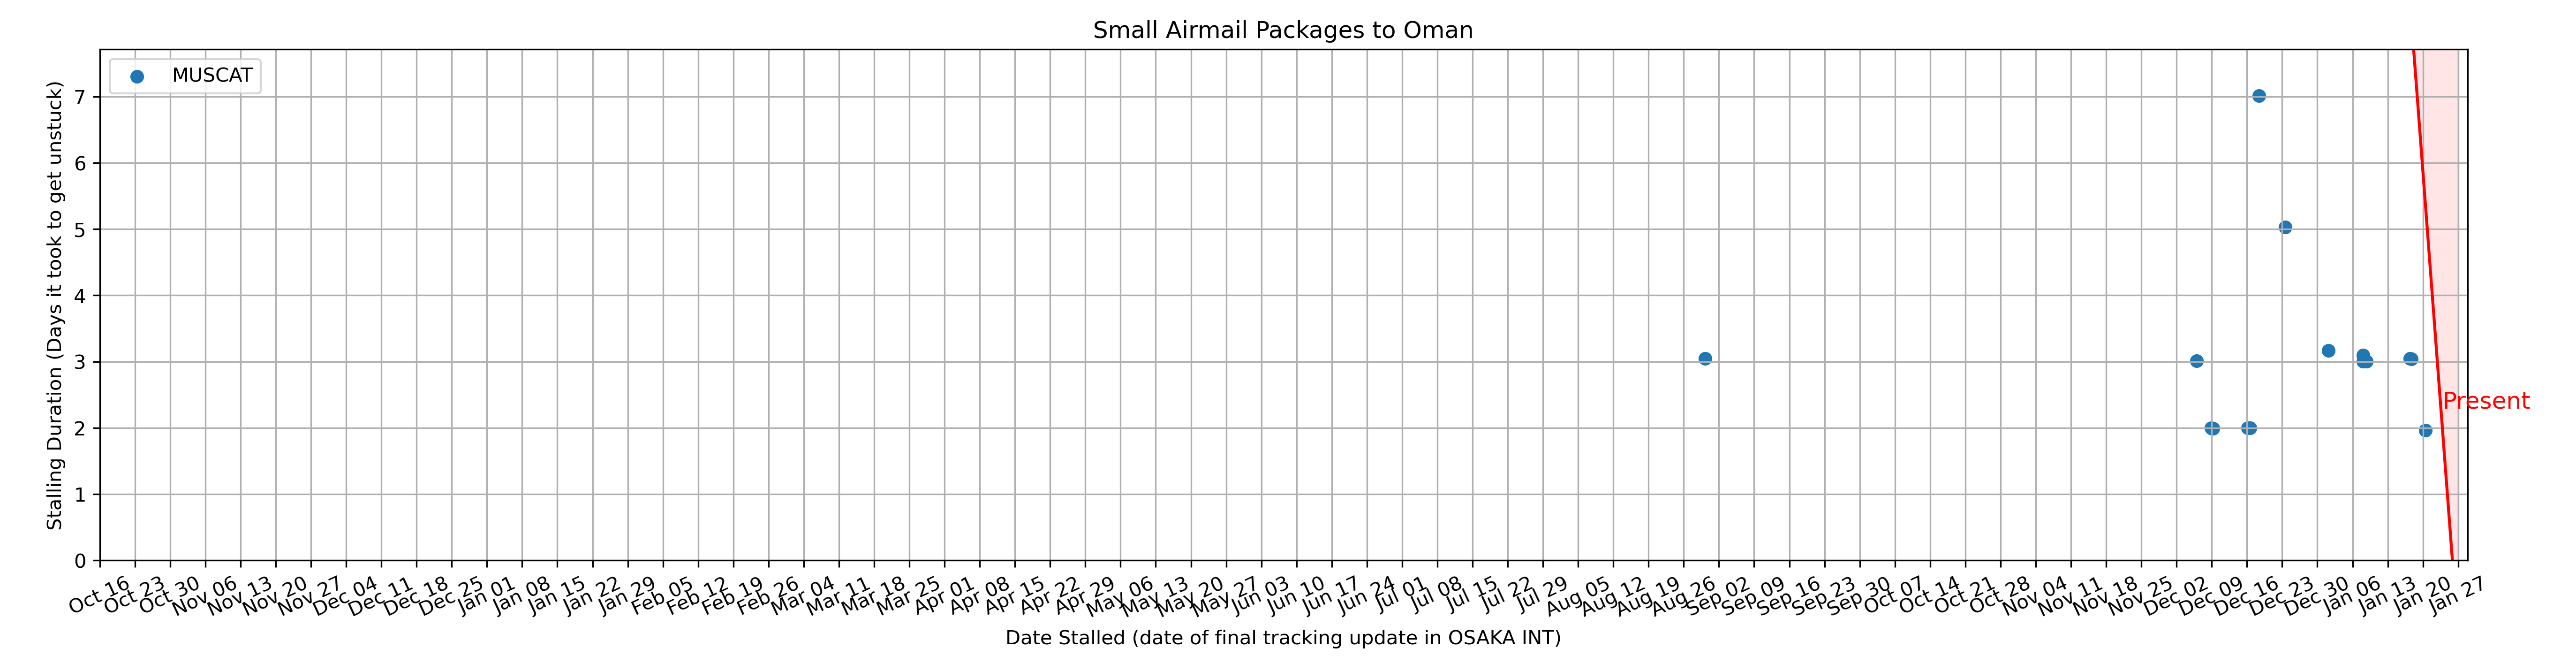 Small Airmail Packages to Oman
MUSCAT
Stalling Duration (Days it took to get unstuck)
7
6
5
4
3
2
1
0
Present
Oct 16
Oct 23
Oct 30
Nov 06
Nov 13
Nov 20
Nov 27
Dec 04
Dec 11
Dec 18
Dec 25
Jan 01
Jan 08
Jan 15
Jan 22
Jan 29
Feb 05
Feb 12
Feb 19
Feb 26
Mar 04
Mar 11
Mar 18
Mar 25
Apr 01
Apr 08
Apr 15
Apr 22
Apr 29
May 06
May 13
May 20
May 27
Jun 03
Jun 10
Jun 17
Jun 24
Jul 01
Jul 08
Jul 15
Jul 22
Jul 29
Aug 05
Aug 12
Aug 19
Aug 26
Sep 02
Sep 09
Sep 16
Sep 23
Sep 30
Oct 07
Oct 14
Oct 21
Oct 28
Nov 04
Nov 11
Nov 18
Nov 25
Dec 02
Dec 09
Dec 16
Dec 23
Dec 30
Jan 06
Jan 13
Jan 20
Jan 27
Date Stalled (date of final tracking update in OSAKA INT)